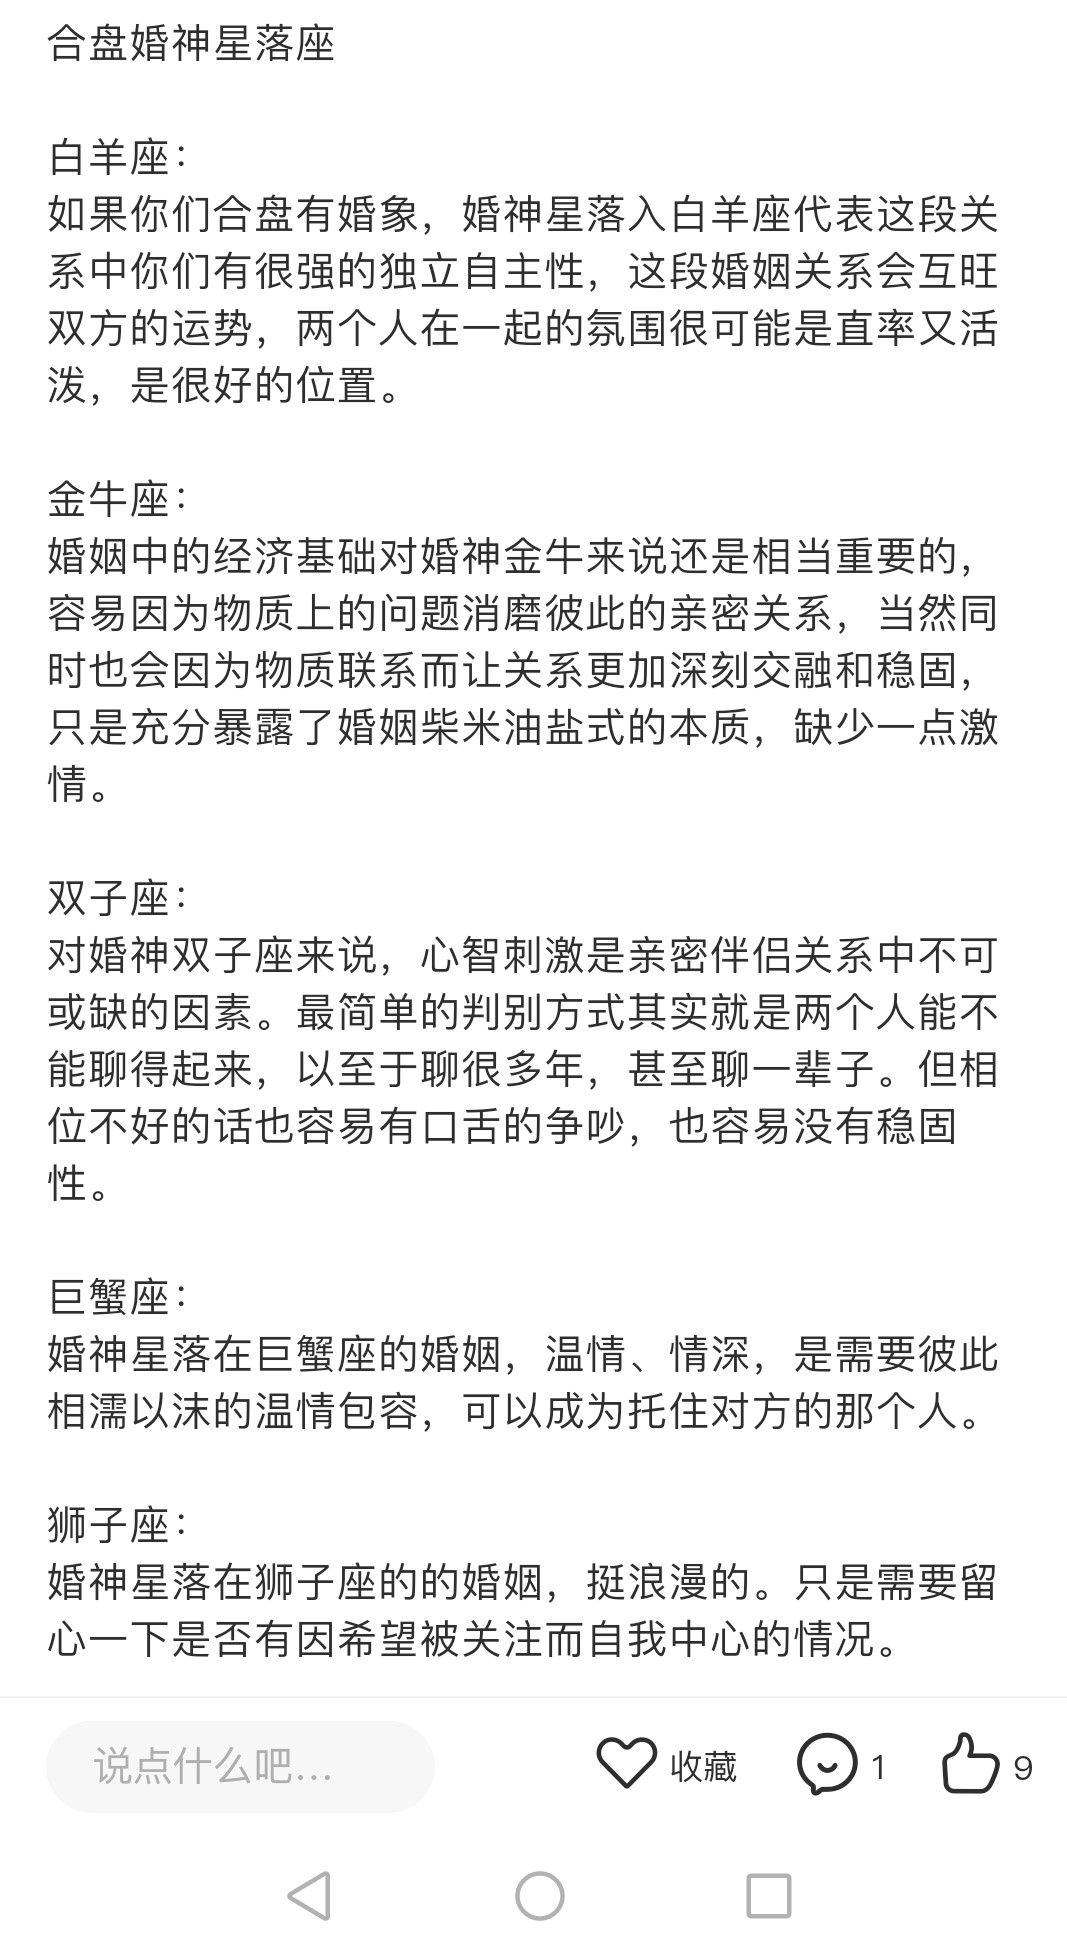 合盘婚神星落座
白羊座：
如果你们合盘有婚象，婚神星落入白羊座代表这段关
系中你们有很强的独立自主性，这段婚姻关系会互旺
双方的运势，两个人在一起的氛围很可能是直率又活
泼，是很好的位置。
金牛座：
婚姻中的经济基础对婚神金牛来说还是相当重要的，
容易因为物质上的问题消磨彼此的亲密关系，当然同
时也会因为物质联系而让关系更加深刻交融和稳固，
只是充分暴露了婚姻柴米油盐式的本质，缺少一点激
情。
双子座：
对婚神双子座来说，心智刺激是亲密伴侣关系中不可
或缺的因素。最简单的判别方式其实就是两个人能不
能聊得起来，以至于聊很多年，甚至聊一辈子。但相
位不好的话也容易有口舌的争吵，也容易没有稳固
性。
巨蟹座：
婚神星落在巨蟹座的婚姻，温情、情深，是需要彼此
相濡以沫的温情包容，可以成为托住对方的那个人。
狮子座：
婚神星落在狮子座的的婚姻，挺浪漫的。只是需要留
心一下是否有因希望被关注而自我中心的情况。
说点什么吧... 收藏 1 9